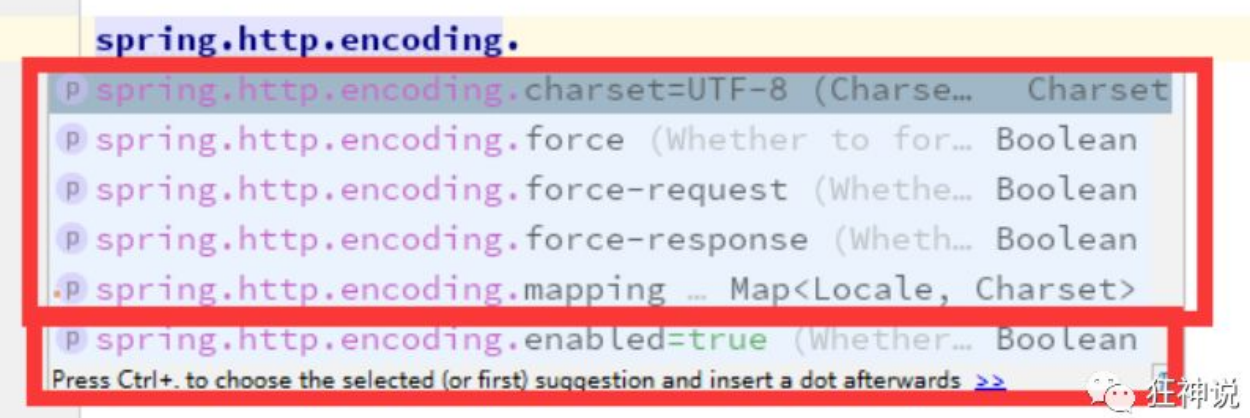 spring.http.encoding.
p spring.http.encoding.charset=UTF-8 (Charse… Charset
p spring.http.encoding.force (Whether to for… Boolean
p spring.http.encoding.force-request (Whethe… Boolean
p spring.http.encoding.force-response (Wheth… Boolean
p spring.http.encoding.mapping … Map<Locale, Charset>
p spring.http.encoding.enabled=true (Whether… Boolean
Press Ctrl+. to choose the selected (or first) suggestion and insert a dot afterwards >>
狂神说